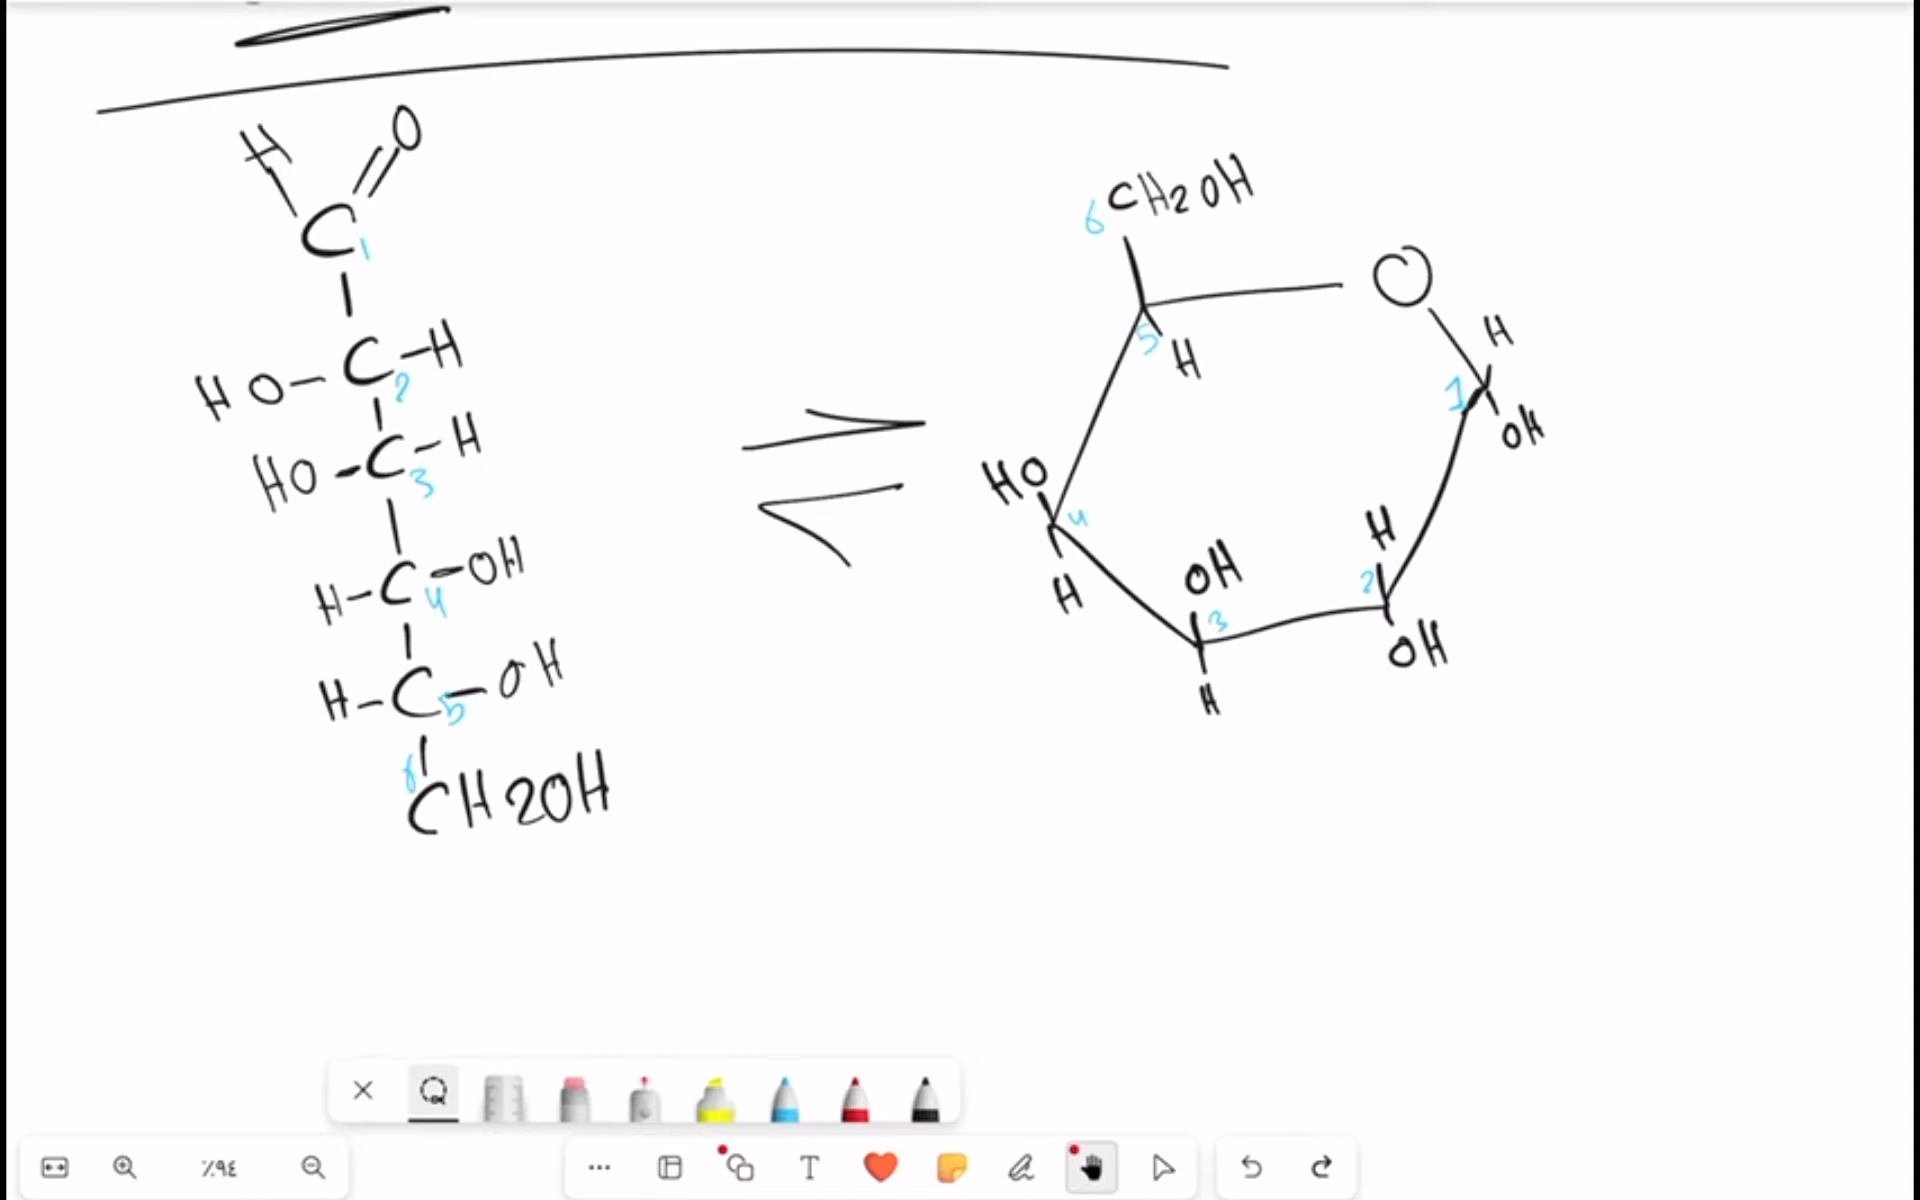 H O
C 1
HO-C-H 2
HO-C-H 3
H-C-OH 4
H-C-OH 5
6
CH2OH
6 CH2OH
O
5 H
H
1
OH
HO
4
H
OH
3
H
H
2
OH
٪٩٤
T